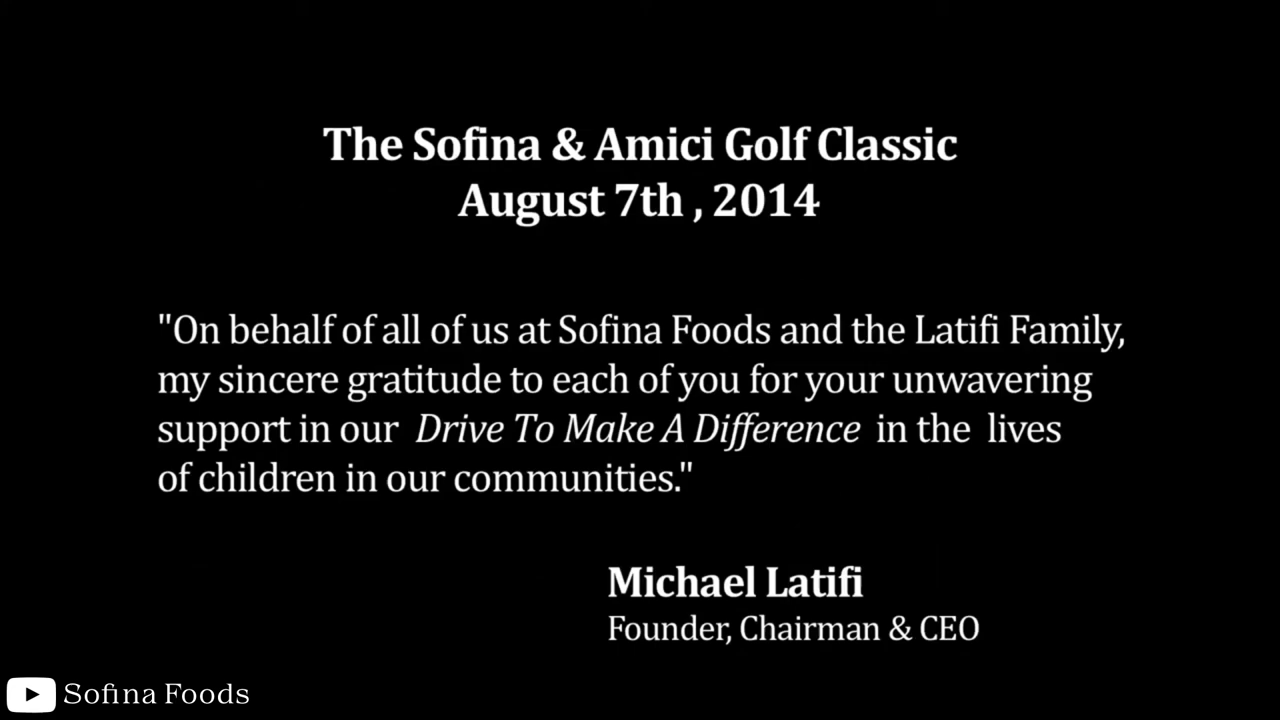 The Sofina & Amici Golf Classic
August 7th , 2014
"On behalf of all of us at Sofina Foods and the Latifi Family,
my sincere gratitude to each of you for your unwavering
support in our Drive To Make A Difference in the lives
of children in our communities."
Michael Latifi
Founder, Chairman & CEO
Sofina Foods